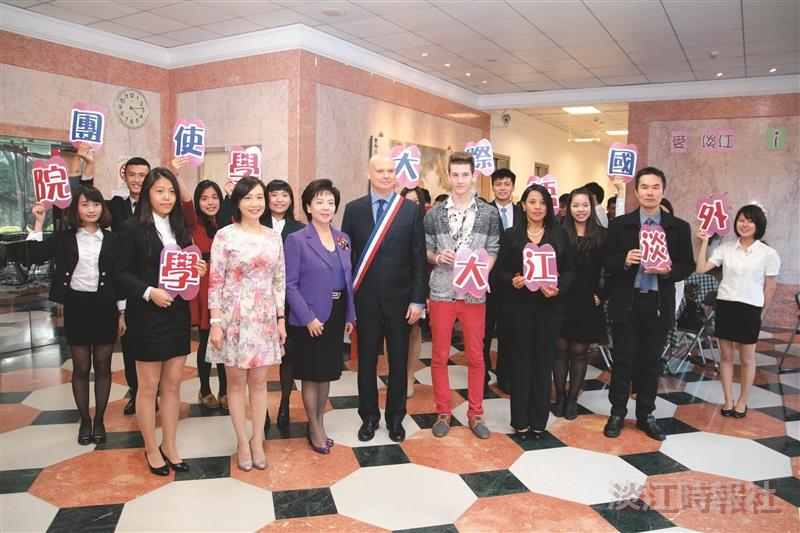 團 使 學 大 際 語 國
院 外
學 大 江 淡
愛 淡江 i
淡江時報社